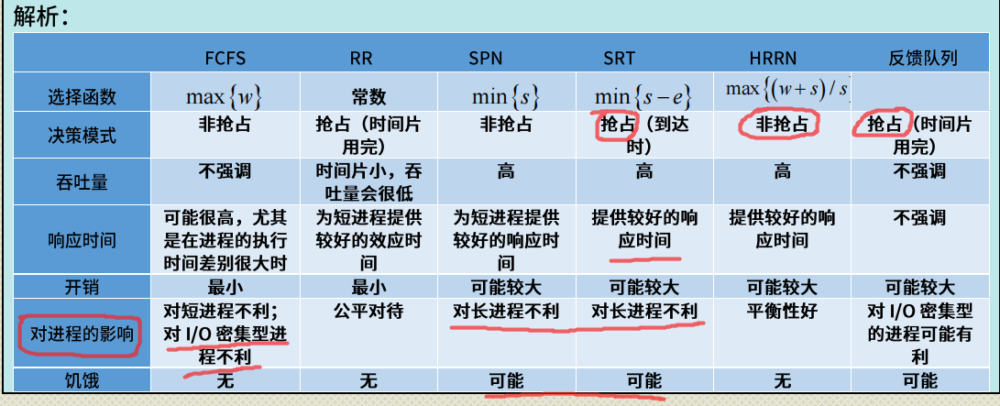 解析：
FCFS RR SPN SRT HRRN 反馈队列
选择函数 max{w} 常数 min{s} min{s-e} max{(w+s)/s
决策模式 非抢占 抢占（时间片 非抢占 抢占（到达 非抢占 抢占（时间片
用完） 时） 用完）
吞吐量 不强调 时间片小，吞 高 高 高 不强调
吐量会很低
响应时间 可能很高，尤其 为短进程提供 为短进程提供 提供较好的响 提供较好的响 不强调
是在进程的执行 较好的效应时 较好的响应时 应时间 应时间
时间差别很大时 间 间
开销 最小 最小 可能较大 可能较大 可能较大 可能较大
对进程的影响 对短进程不利； 公平对待 对长进程不利 对长进程不利 平衡性好 对 I/O 密集型
对 I/O 密集型进 的进程可能有
程不利 利
饥饿 无 无 可能 可能 无 可能